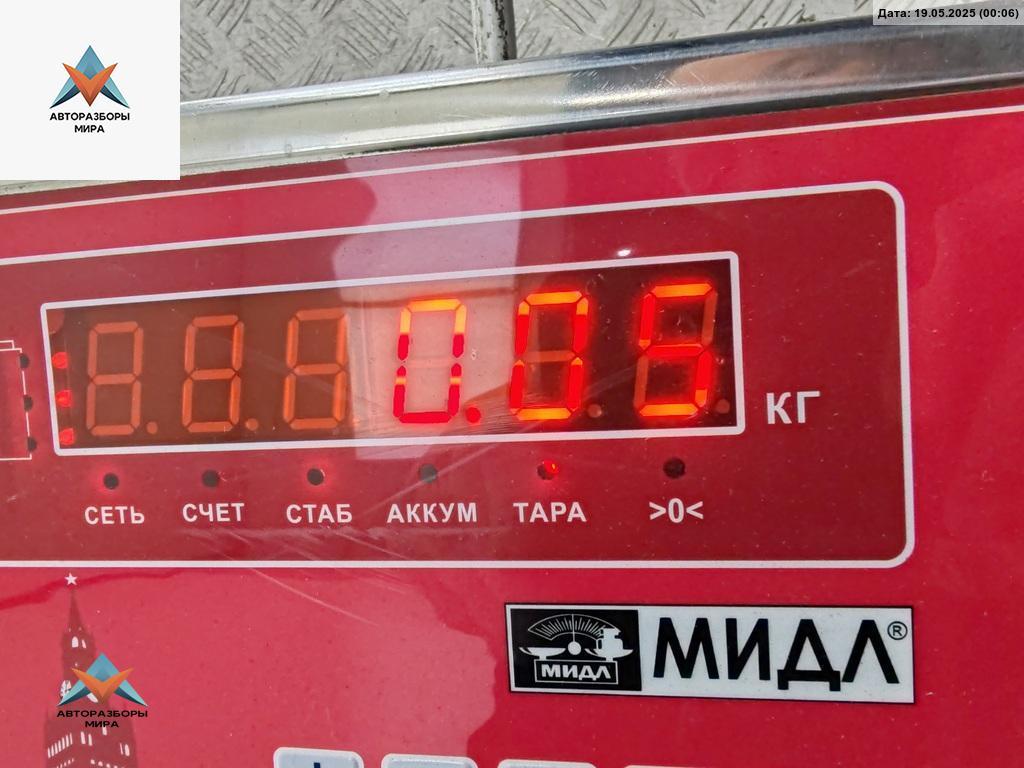 Дата: 19.05.2025 (00:06)
АВТОРАЗБОРЫ
МИРА
0.05
КГ
СЕТЬ СЧЕТ СТАБ АККУМ ТАРА >0<
МИДЛ МИДЛ®
АВТОРАЗБОРЫ
МИРА